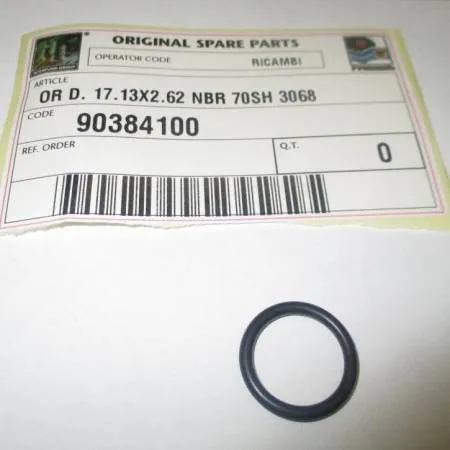 ORIGINAL SPARE PARTS
OPERATOR CODE RICAMBI
ARTICLE
OR D. 17.13X2.62 NBR 70SH 3068
CODE
90384100
REF. ORDER
Q.T. 0